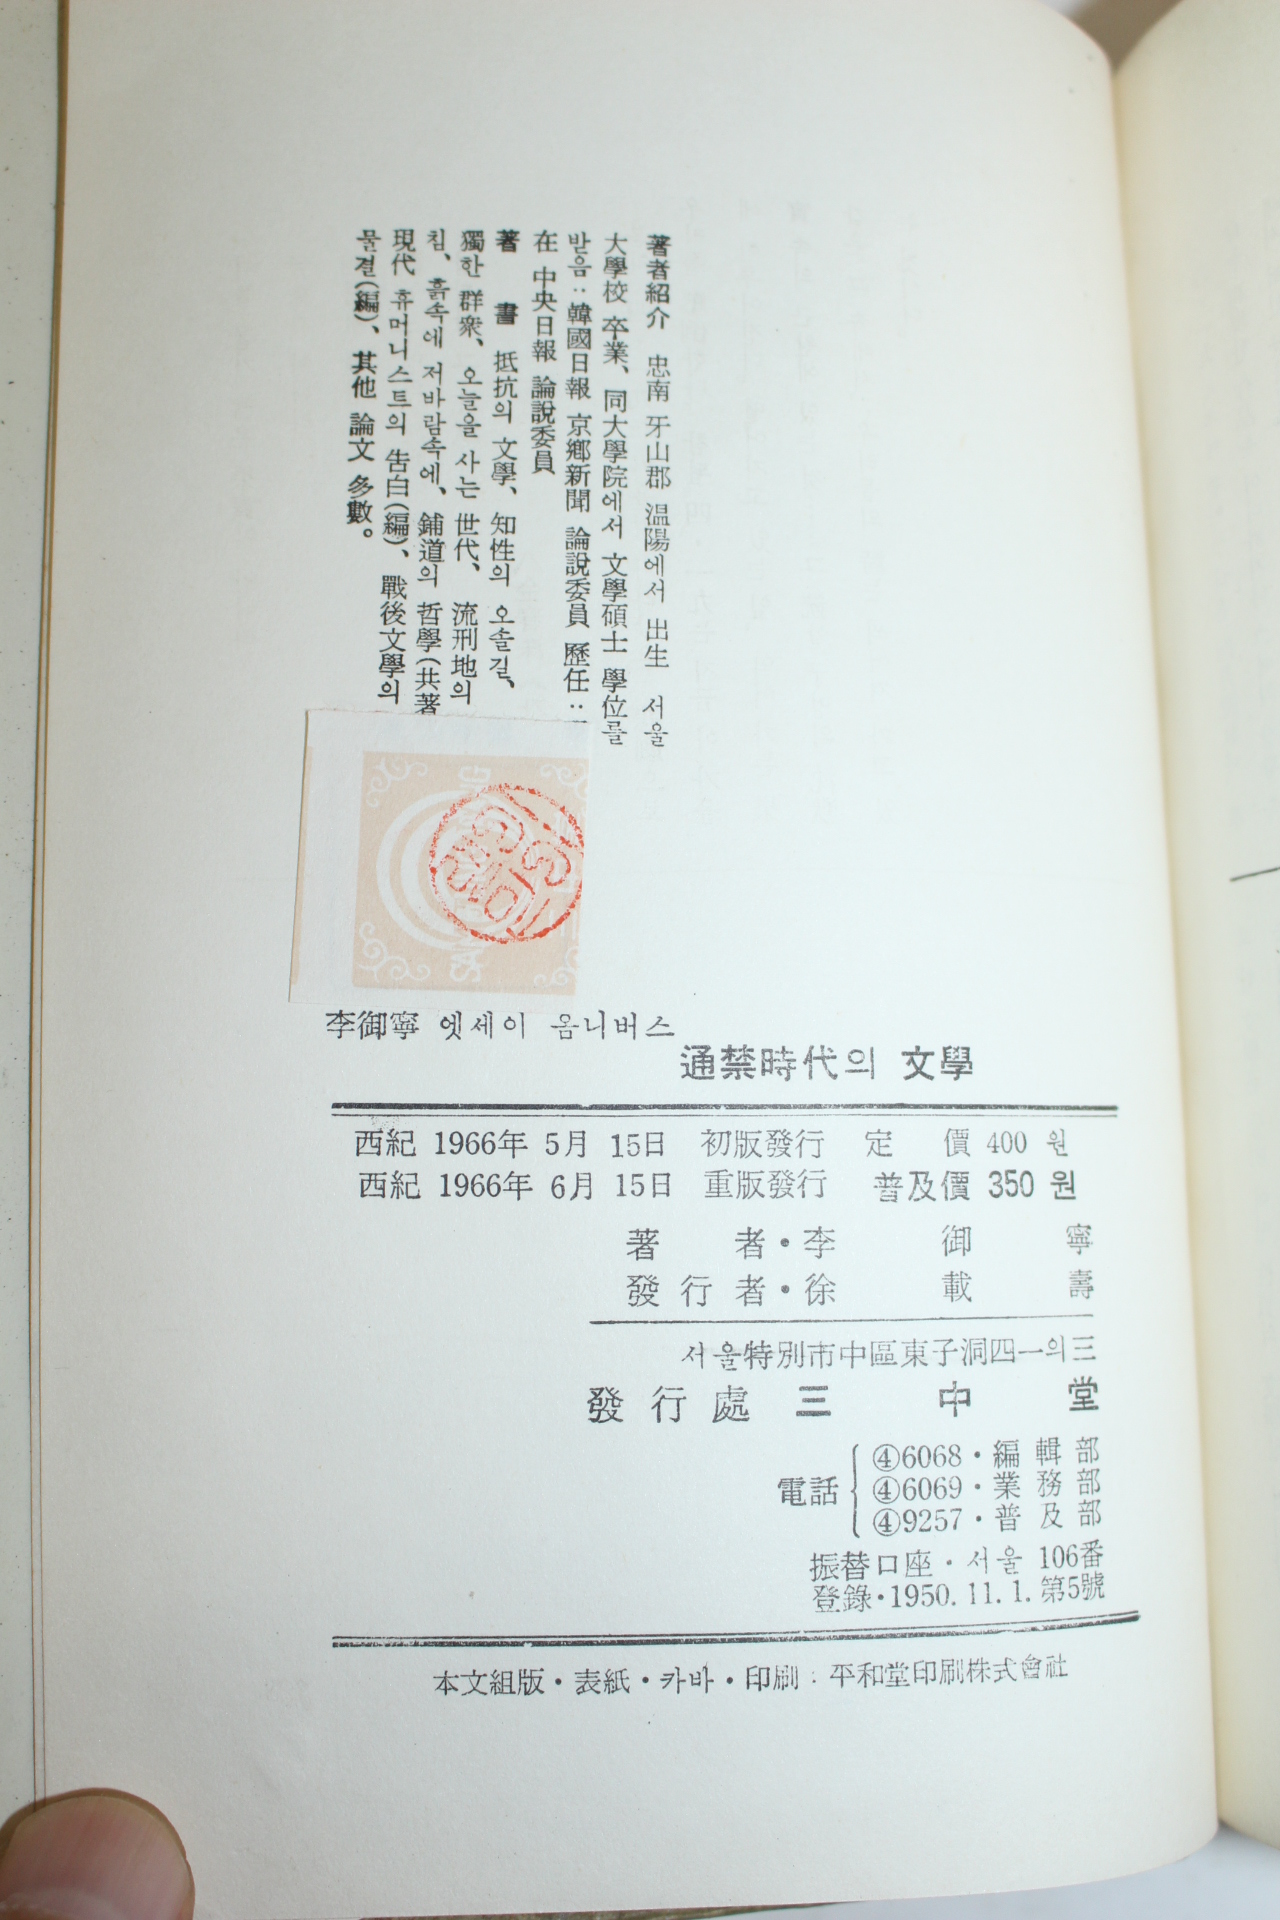 著者紹介 忠南 牙山郡 溫陽에서 出生 서울
大學校 卒業、同大學院에서 文學碩士 學位를
받음: 韓國日報 京鄕新聞 論說委員 歷任:
在 中央日報 論說委員
著 書 抵抗의 文學、知性의 오솔길、
獨한 群衆、오늘을 사는 世代、流刑地의
침、흙속에 저바람속에、鋪道의 哲學(共著
現代 휴머니스트의 告白(編)、戰後文學의
물결(編)、其他 論文 多數。
李御寧 엣세이 옴니버스
通禁時代의 文學
西紀 1966年 5月 15日 初版發行 定 價 400 원
西紀 1966年 6月 15日 重版發行 普及價 350 원
著 者・李 御 寧
發 行 者・徐 載 壽
서울特別市中區東子洞四一의三
發 行 處 三 中 堂
電話
④6068・編 輯 部
④6069・業 務 部
④9257・普 及 部
振替口座・서울 106番
登錄・1950. 11. 1. 第5號
本文組版・表紙・카바・印刷 : 平和堂印刷株式會社